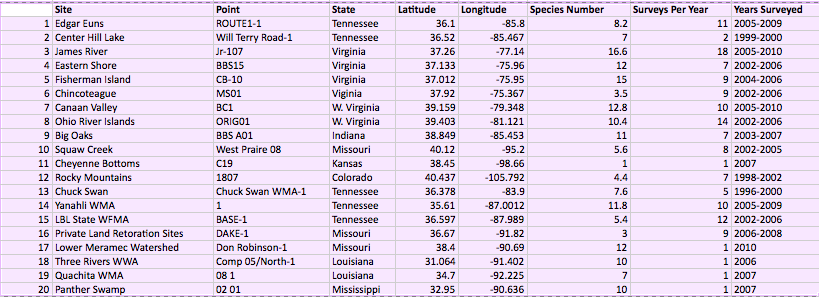 Site Point State Latitude Longitude Species Number Surveys Per Year Years Surveyed
1 Edgar Euns ROUTE1-1 Tennessee 36.1 -85.8 8.2 11 2005-2009
2 Center Hill Lake Will Terry Road-1 Tennessee 36.52 -85.467 7 2 1999-2000
3 James River Jr-107 Virginia 37.26 -77.14 16.6 18 2005-2010
4 Eastern Shore BBS15 Virginia 37.133 -75.96 12 7 2002-2006
5 Fisherman Island CB-10 Virginia 37.012 -75.95 15 9 2004-2006
6 Chincoteague MS01 Viginia 37.92 -75.367 3.5 9 2002-2006
7 Canaan Valley BC1 W. Virginia 39.159 -79.348 12.8 10 2005-2010
8 Ohio River Islands ORIG01 W. Virginia 39.403 -81.121 10.4 14 2002-2006
9 Big Oaks BBS A01 Indiana 38.849 -85.453 11 7 2003-2007
10 Squaw Creek West Praire 08 Missouri 40.12 -95.2 5.6 8 2002-2005
11 Cheyenne Bottoms C19 Kansas 38.45 -98.66 1 1 2007
12 Rocky Mountains 1807 Colorado 40.437 -105.792 4.4 7 1998-2002
13 Chuck Swan Chuck Swan WMA-1 Tennessee 36.378 -83.9 7.6 5 1996-2000
14 Yanahli WMA 1 Tennessee 35.61 -87.0012 11.8 10 2005-2009
15 LBL State WFMA BASE-1 Tennessee 36.597 -87.989 5.4 12 2002-2006
16 Private Land Retoration Sites DAKE-1 Missouri 36.67 -91.82 3 9 2006-2008
17 Lower Meramec Watershed Don Robinson-1 Missouri 38.4 -90.69 12 1 2010
18 Three Rivers WWA Comp 05/North-1 Louisiana 31.064 -91.402 10 1 2006
19 Quachita WMA 08 1 Louisiana 34.7 -92.225 7 1 2007
20 Panther Swamp 02 01 Mississippi 32.95 -90.636 10 1 2007